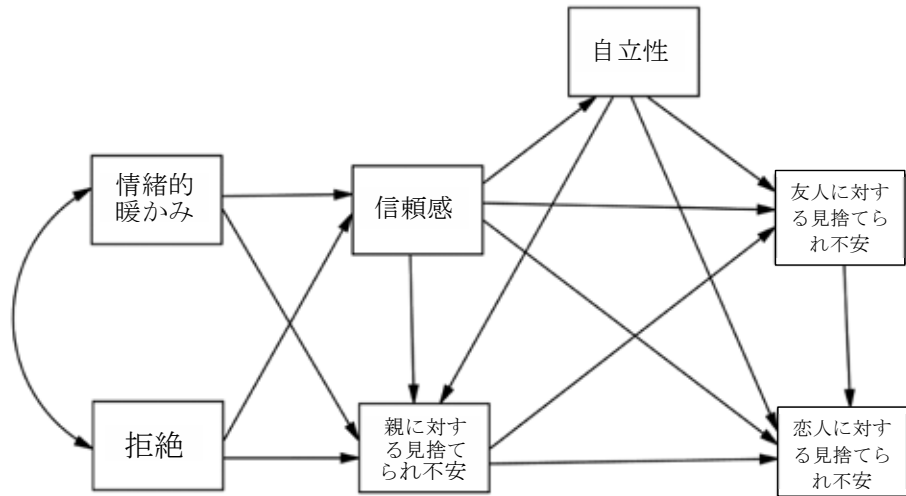 自立性
情緒的
暖かみ
信頼感
友人に対す
る見捨てら
れ不安
拒絶
親に対す
る見捨て
られ不安
恋人に対す
る見捨てら
れ不安